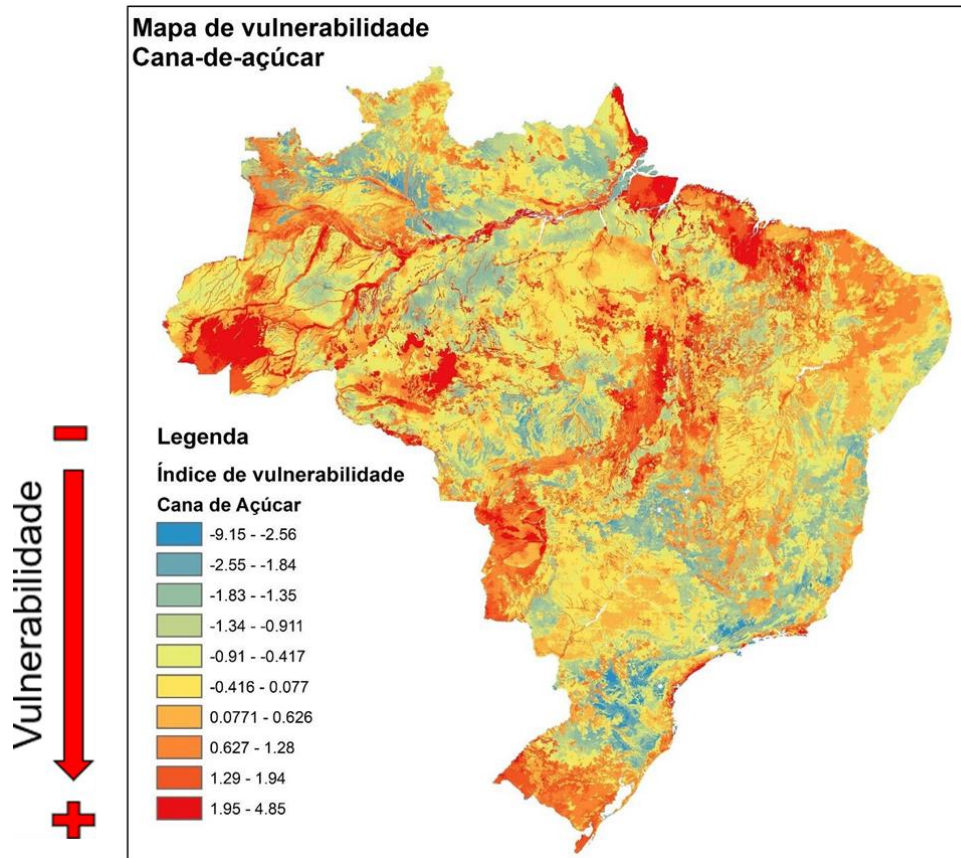 Mapa de vulnerabilidade
Cana-de-açúcar
Vulnerabilidade
Legenda
Índice de vulnerabilidade
Cana de Açúcar
-9.15 - -2.56
-2.55 - -1.84
-1.83 - -1.35
-1.34 - -0.911
-0.91 - -0.417
-0.416 - 0.077
0.0771 - 0.626
0.627 - 1.28
1.29 - 1.94
1.95 - 4.85